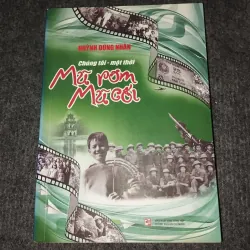 HUỲNH DŨNG NHÂN
Chúng tôi - một thời
Mũ rơm
Mũ cối